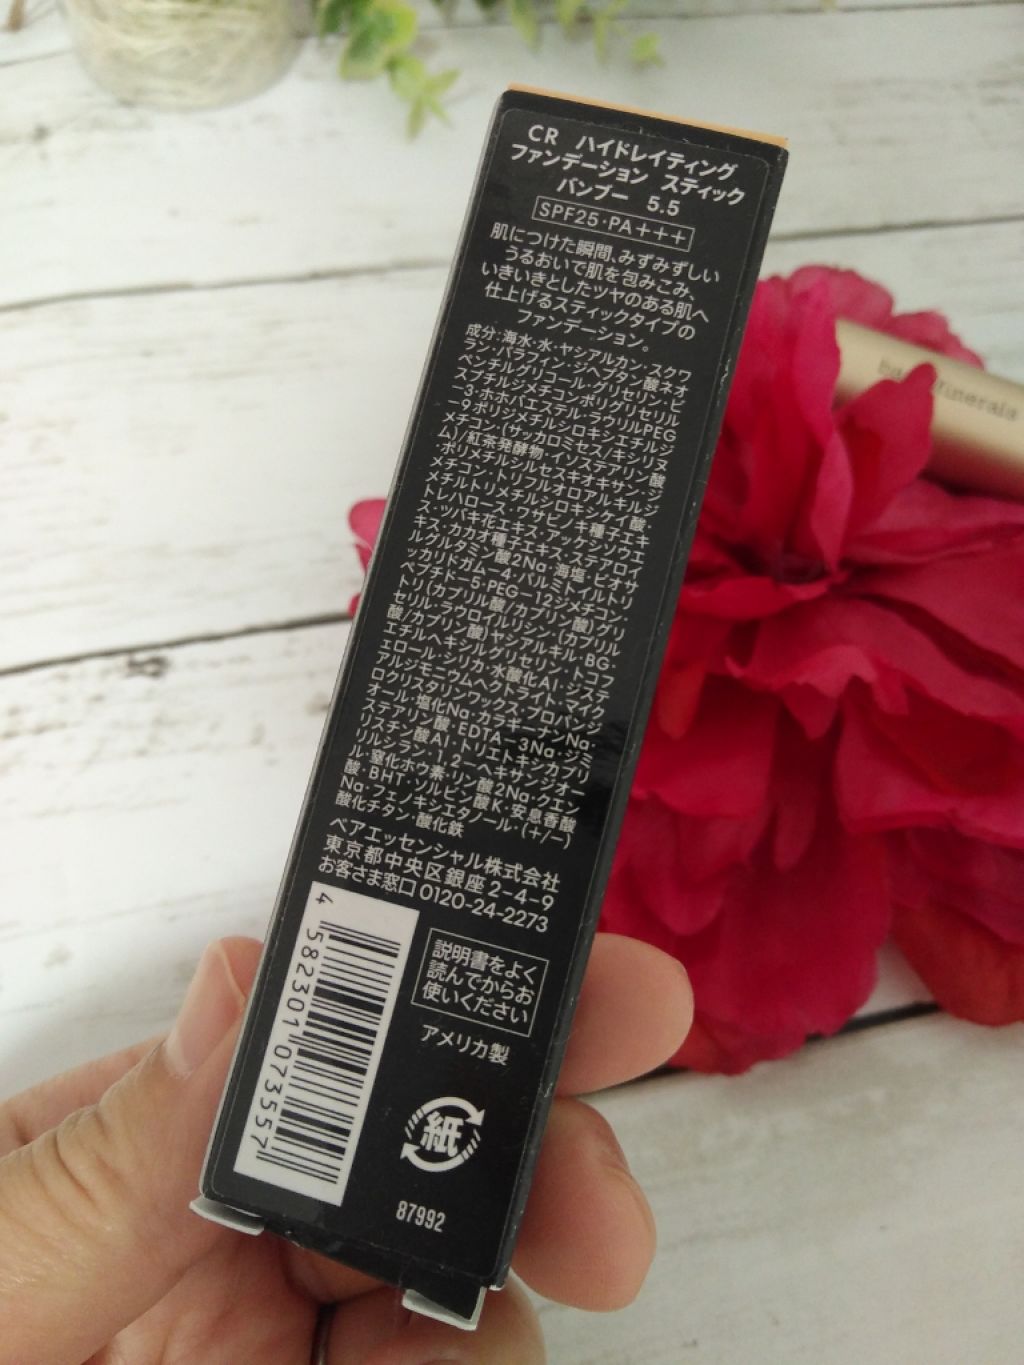 CR ハイドレイティング
ファンデーション スティック
バンブー 5.5
SPF25・PA+++
肌につけた瞬間、みずみずしい
うるおいで肌を包みこみ、
いきいきとしたツヤのある肌へ
仕上げるスティックタイプの
ファンデーション。
成分:海水・水・ヤシアルカン・スクワ
ラン・パラフィン・ジヘプタン酸ネオ
ペンチルグリコール・グリセリン・ビ
スブチルジメチコンポリグリセリル
ー3・ホホバエステル・ラウリルPEG
ー9ポリジメチルシロキシエチルジ
メチコン・(サッカロミセス/キシリヌ
ム)/紅茶発酵物・イソステアリン酸・
ポリメチルシルセスキオキサン・ジ
メチコン・トリフルオロアルキルジ
メチルトリメチルシロキシケイ酸・
トレハロース・ワサビノキ種子エキ
ス・ツバキ花エキス・アッケシソウエ
キス・カカオ種子エキス・ステアロイ
ルグルタミン酸2Na・海塩・ビオサ
ッカリドガムー4・パルミトイルトリ
ペプチドー5・PEGー10ジメチコン・
トリ(カプリル酸/カプリン酸)グリ
セリル・ラウロイルリシン・(カプリル
酸/カプリン酸)ヤシアルキル・BG・
エチルヘキシルグリセリン・トコフ
ェロール・シリカ・水酸化Al・ジステ
アルジモニウムヘクトライト・マイク
ロクリスタリンワックス・プロパンジ
オール・塩化Na・カラギーナンNa・
ステアリン酸・EDTAー3Na・ジミ
リスチン酸Al・トリエトキシカプリ
リルシラン・1,2ーヘキサンジオー
ル・窒化ホウ素・リン酸2Na・クエン
酸・BHT・ソルビン酸K・安息香酸
Na・フェノキシエタノール・(+/−)
酸化チタン・酸化鉄
ベアエッセンシャル株式会社
東京都中央区銀座2-4-9
お客さま窓口0120-24-2273
4 582301 073557
説明書をよく
読んでからお
使いください
アメリカ製
紙
87992